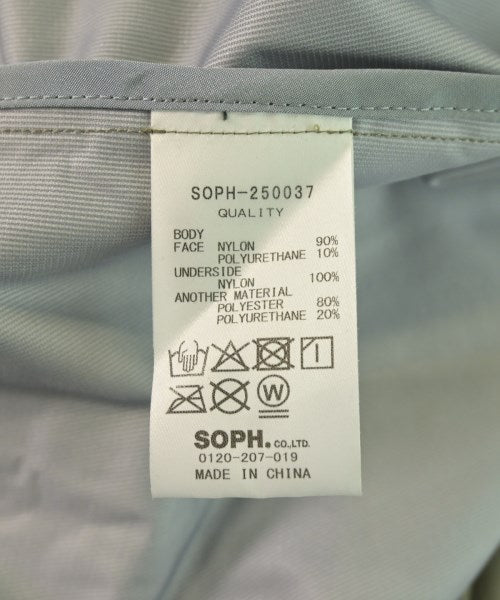 SOPH-250037
QUALITY
BODY
FACE NYLON 90%
POLYURETHANE 10%
UNDERSIDE
NYLON 100%
ANOTHER MATERIAL
POLYESTER 80%
POLYURETHANE 20%
W
SOPH. CO.,LTD.
0120-207-019
MADE IN CHINA